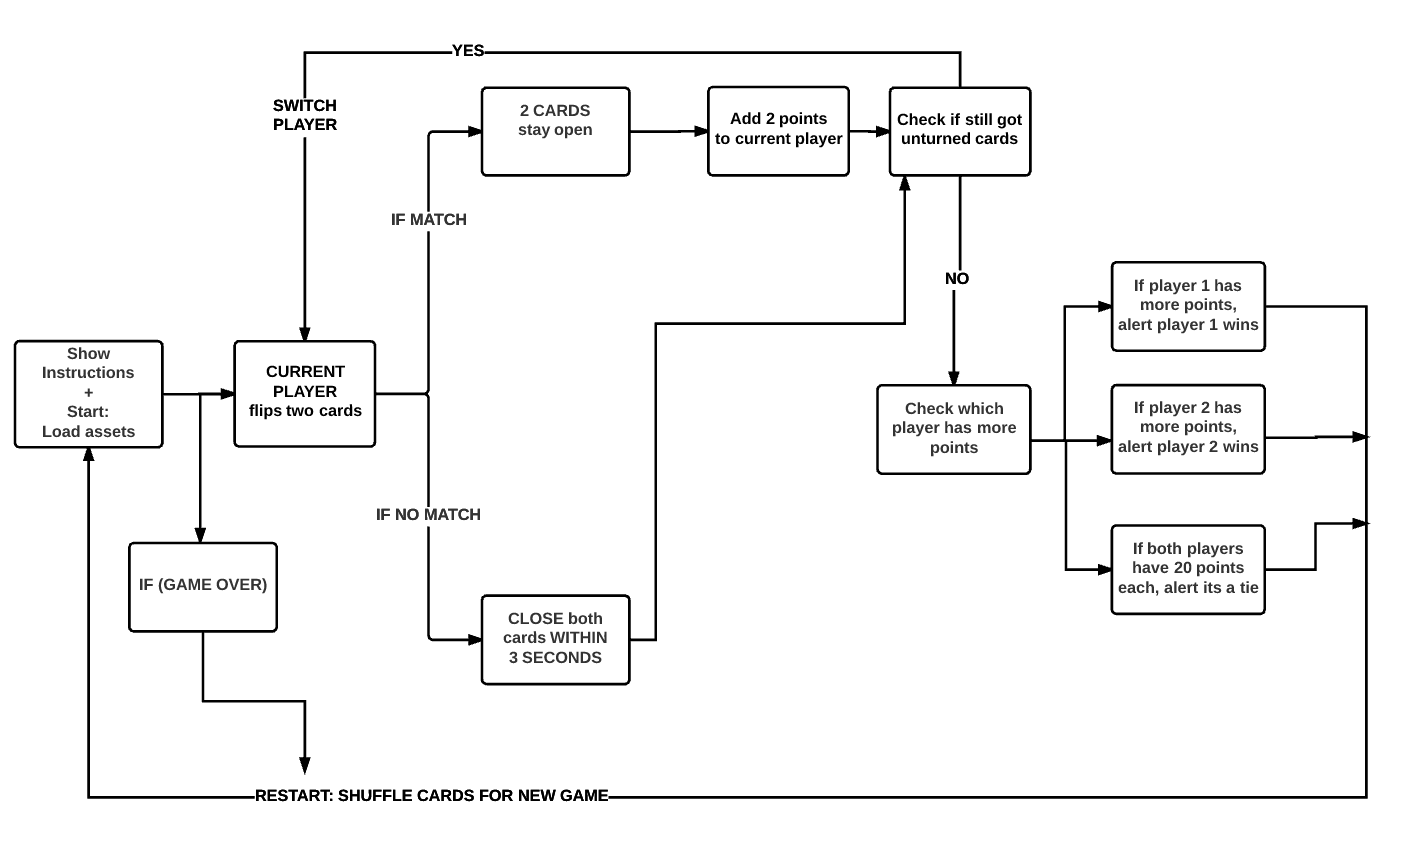 YES
SWITCH
PLAYER
2 CARDS
stay open
Add 2 points
to current player
Check if still got
unturned cards
IF MATCH
NO
If player 1 has
more points,
alert player 1 wins
Show
Instructions
+
Start:
Load assets
CURRENT
PLAYER
flips two cards
Check which
player has more
points
If player 2 has
more points,
alert player 2 wins
IF NO MATCH
IF (GAME OVER)
If both players
have 20 points
each, alert its a tie
CLOSE both
cards WITHIN
3 SECONDS
RESTART: SHUFFLE CARDS FOR NEW GAME